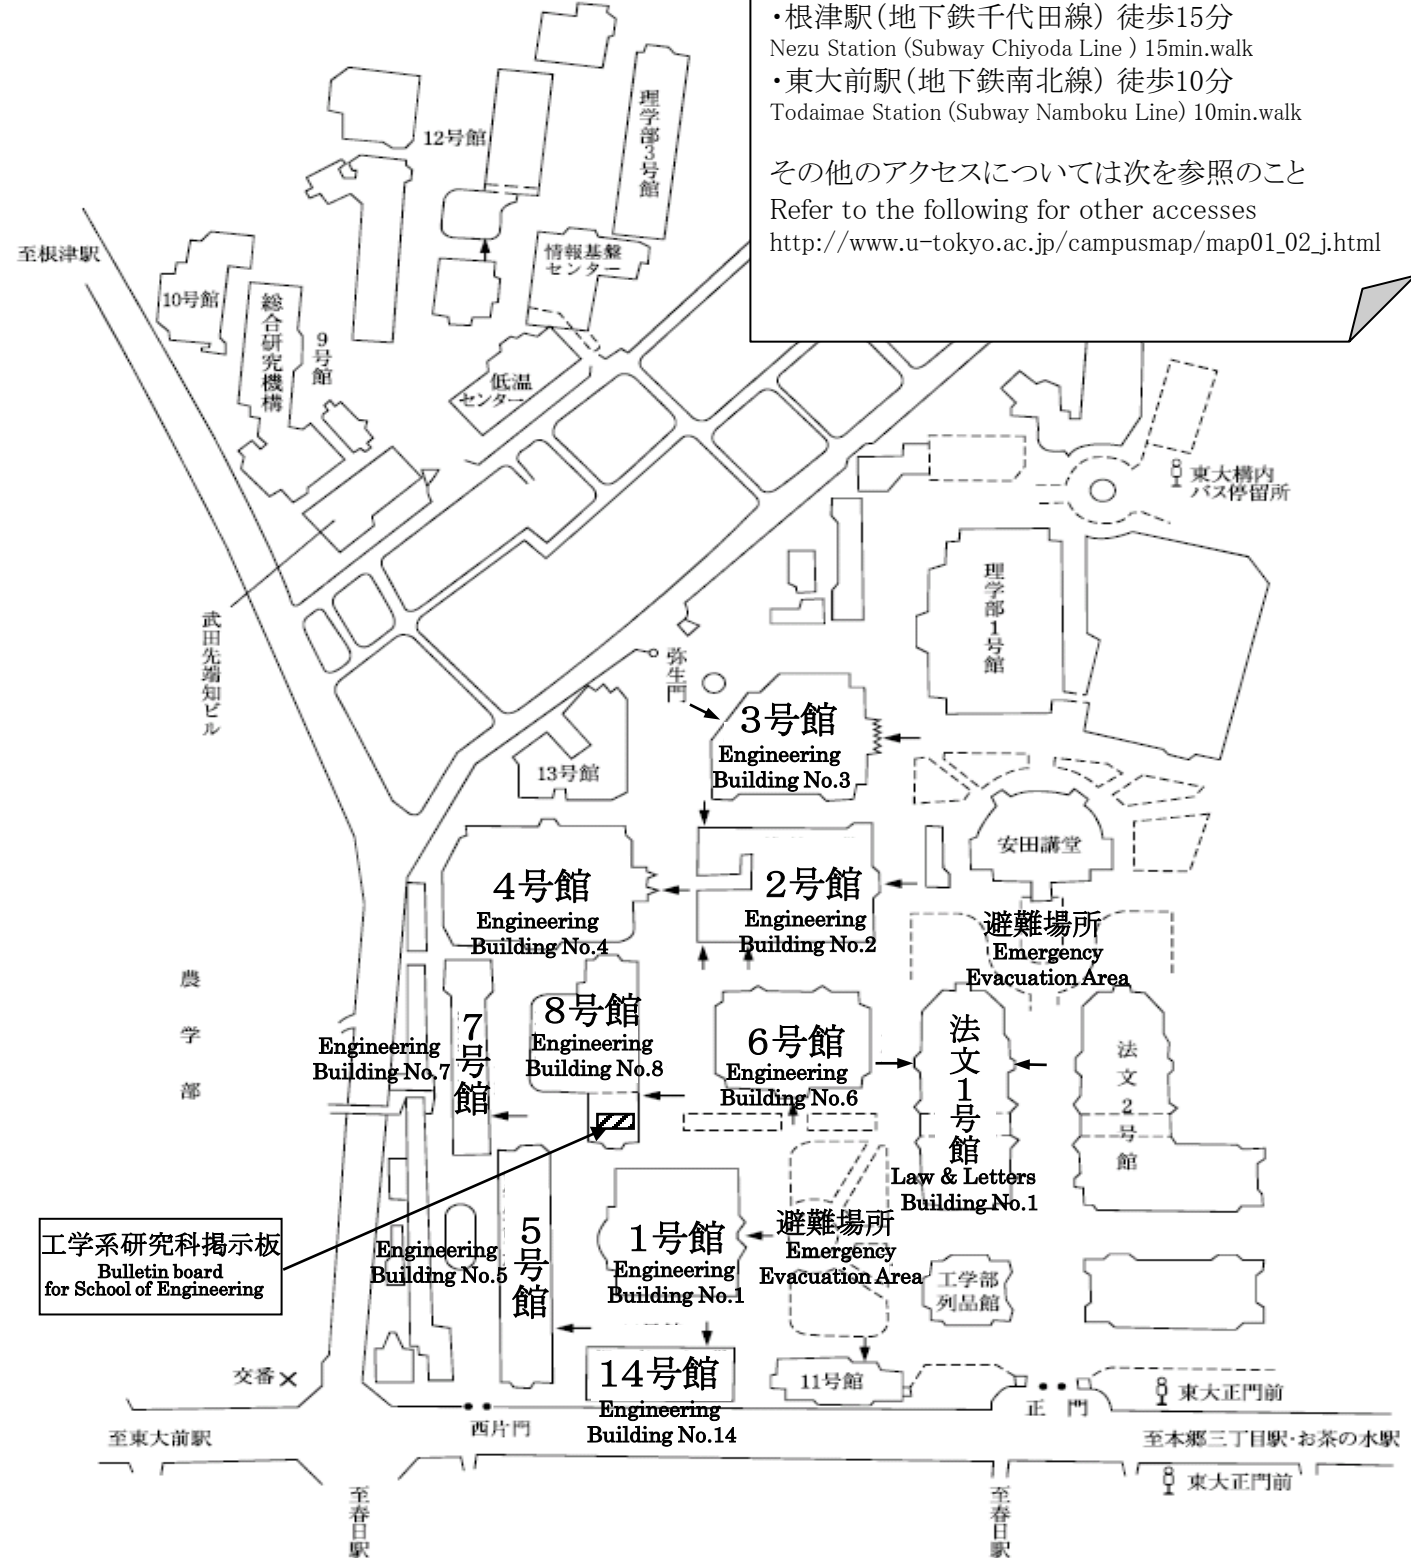 ・根津駅（地下鉄千代田線） 徒歩15分
Nezu Station (Subway Chiyoda Line ) 15min.walk
・東大前駅（地下鉄南北線） 徒歩10分
Todaimae Station (Subway Namboku Line) 10min.walk
その他のアクセスについては次を参照のこと
Refer to the following for other accesses
http://www.u-tokyo.ac.jp/campusmap/map01_02_j.html
理学部3号館
12号館
至根津駅
情報基盤
センター
10号館
総合研究機構
9号館
低温
センター
東大構内
バス停留所
理学部1号館
武田先端知ビル
弥生門
3号館
Engineering
Building No.3
13号館
安田講堂
4号館
Engineering
Building No.4
2号館
Engineering
Building No.2
避難場所
Emergency
Evacuation Area
農学部
7号館
Engineering
Building No.7
8号館
Engineering
Building No.8
6号館
Engineering
Building No.6
法文1号館
Law & Letters
Building No.1
法文2号館
工学系研究科掲示板
Bulletin board
for School of Engineering
5号館
Engineering
Building No.5
1号館
Engineering
Building No.1
避難場所
Emergency
Evacuation Area
工学部
列品館
交番
14号館
Engineering
Building No.14
11号館
正門
東大正門前
西片門
至東大前駅
至本郷三丁目駅・お茶の水駅
東大正門前
至春日駅
至春日駅